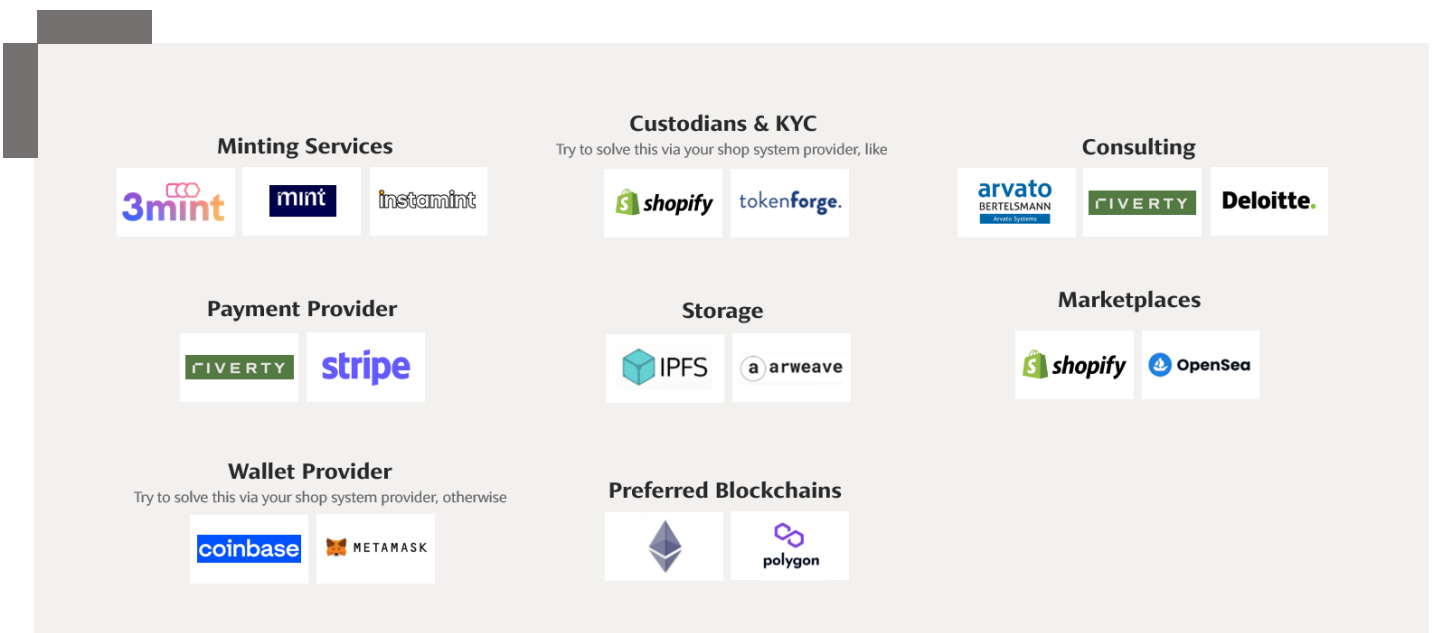 Minting Services
3mint
mint
instamint
Custodians & KYC
Try to solve this via your shop system provider, like
shopify
tokenforge.
Consulting
arvato
BERTELSMANN
Arvato Systems
RIVERTY
Deloitte.
Payment Provider
RIVERTY
stripe
Storage
IPFS
a arweave
Marketplaces
shopify
OpenSea
Wallet Provider
Try to solve this via your shop system provider, otherwise
coinbase
METAMASK
Preferred Blockchains
polygon